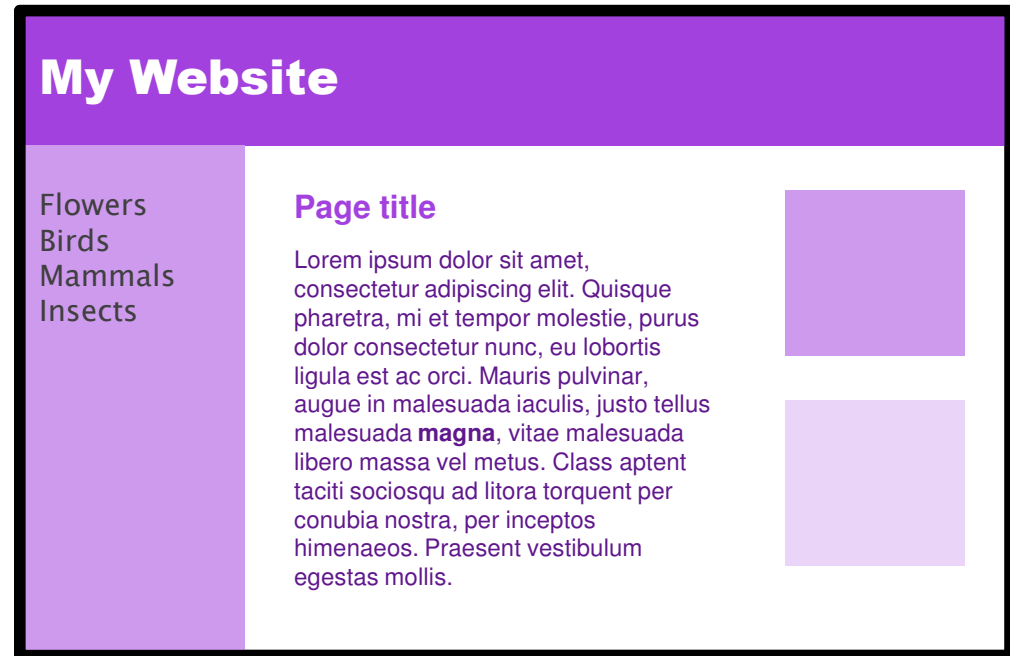 My Website
Flowers
Birds
Mammals
Insects
Page title
Lorem ipsum dolor sit amet,
consectetur adipiscing elit. Quisque
pharetra, mi et tempor molestie, purus
dolor consectetur nunc, eu lobortis
ligula est ac orci. Mauris pulvinar,
augue in malesuada iaculis, justo tellus
malesuada magna, vitae malesuada
libero massa vel metus. Class aptent
taciti sociosqu ad litora torquent per
conubia nostra, per inceptos
himenaeos. Praesent vestibulum
egestas mollis.